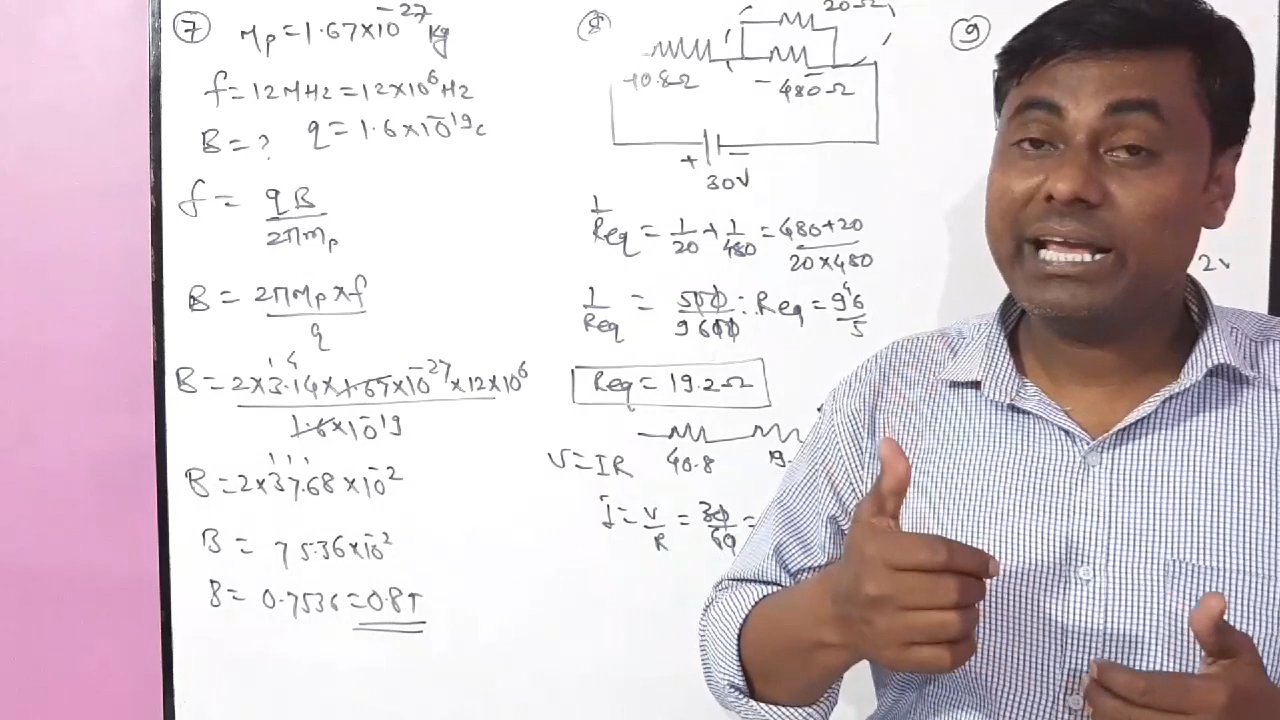 7
Mp = 1.67×10⁻²⁷ kg
f = 12 MHz = 12×10⁶ Hz
B = ? q = 1.6×10⁻¹⁹ c
f = qB / 2πmp
B = 2πMp×f / q
B = 2×3.14×1.67×10⁻²⁷×12×10⁶ / 1.6×10⁻¹⁹
B = 2×37.68×10⁻²
B = 75.36×10⁻²
B = 0.7536 = 0.8T
8
20Ω
40.8Ω
480Ω
+ −
30V
1/Req = 1/20 + 1/480 = 480+20 / 20×480
1/Req = 500/9600 ∴ Req = 96/5
Req = 19.2Ω
V = IR 40.8 19.
I = V/R = 30/60 =
9
2v